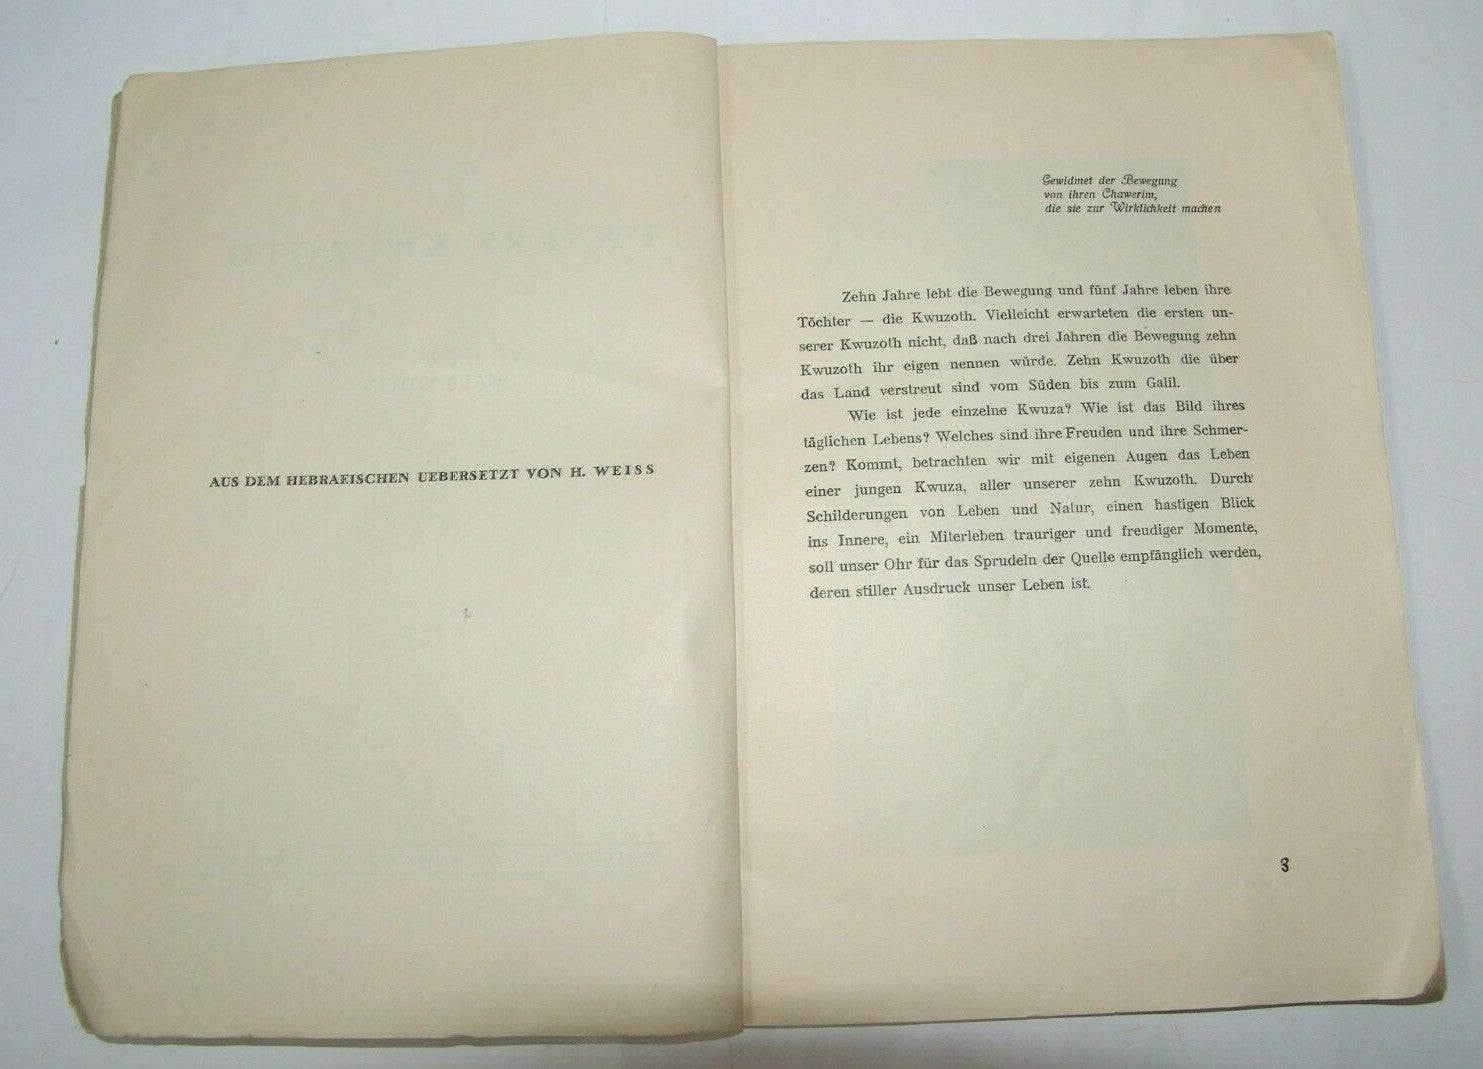 AUS DEM HEBRAEISCHEN UEBERSETZT VON H. WEISS
Gewidmet der Bewegung
von ihren Chawerim,
die sie zur Wirklichkeit machen
Zehn Jahre lebt die Bewegung und fünf Jahre leben ihre
Töchter — die Kwuzoth. Vielleicht erwarteten die ersten un-
serer Kwuzoth nicht, daß nach drei Jahren die Bewegung zehn
Kwuzoth ihr eigen nennen würde. Zehn Kwuzoth die über
das Land verstreut sind vom Süden bis zum Galil.
Wie ist jede einzelne Kwuza? Wie ist das Bild ihres
täglichen Lebens? Welches sind ihre Freuden und ihre Schmer-
zen? Kommt, betrachten wir mit eigenen Augen das Leben
einer jungen Kwuza, aller unserer zehn Kwuzoth. Durch
Schilderungen von Leben und Natur, einen hastigen Blick
ins Innere, ein Miterleben trauriger und freudiger Momente,
soll unser Ohr für das Sprudeln der Quelle empfänglich werden,
deren stiller Ausdruck unser Leben ist.
3